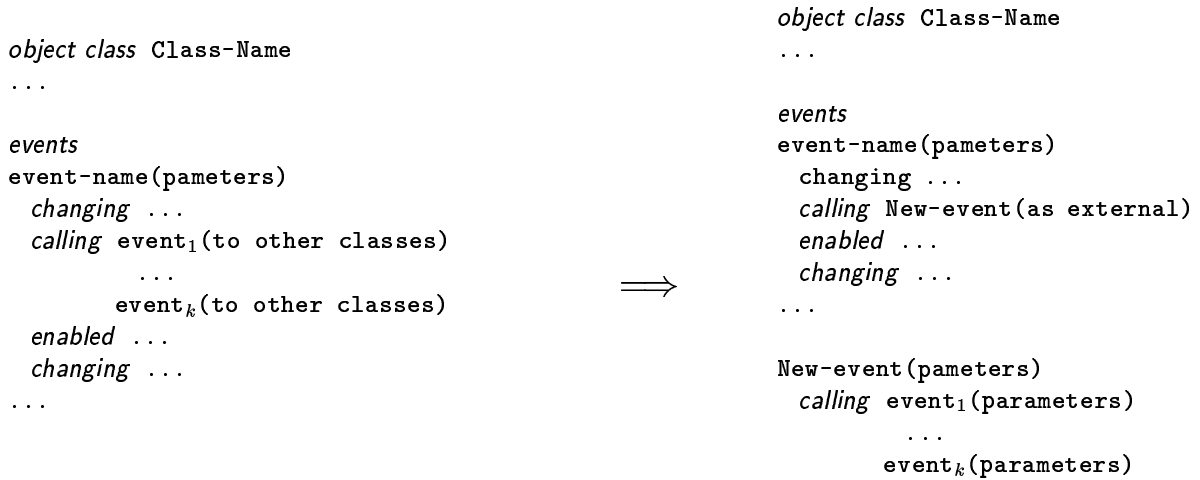 object class Class-Name
...
events
event-name(pameters)
changing ...
calling event₁(to other classes)
...
eventₖ(to other classes)
enabled ...
changing ...
...
⟹
object class Class-Name
...
events
event-name(pameters)
changing ...
calling New-event(as external)
enabled ...
changing ...
...
New-event(pameters)
calling event₁(parameters)
...
eventₖ(parameters)